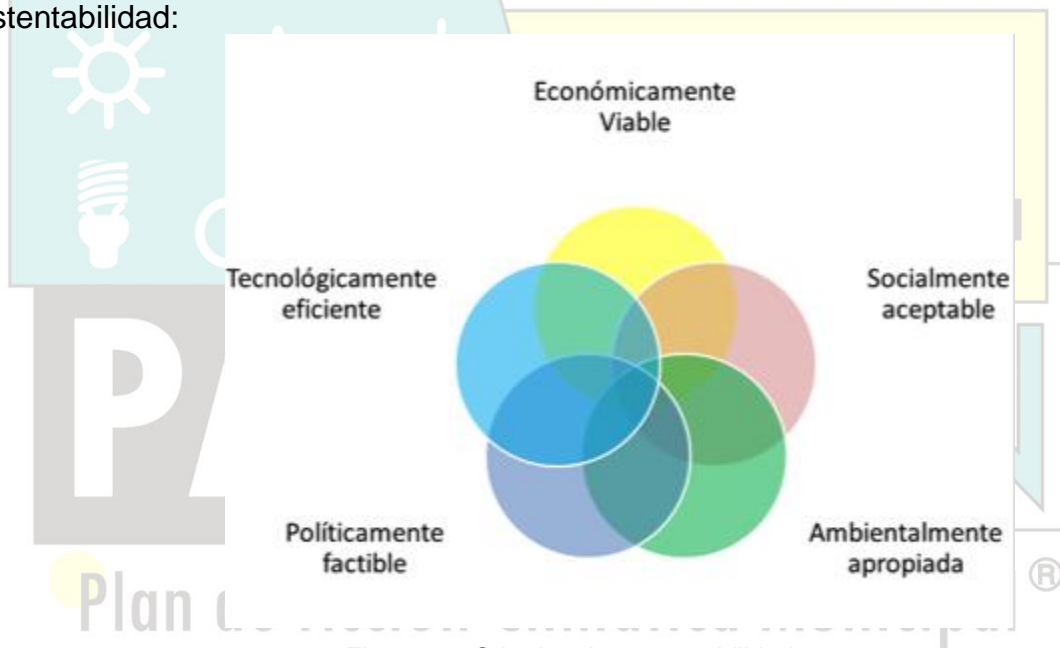 stentabilidad:
Económicamente
Viable
Tecnológicamente
eficiente
Socialmente
aceptable
Políticamente
factible
Ambientalmente
apropiada
Plan
®